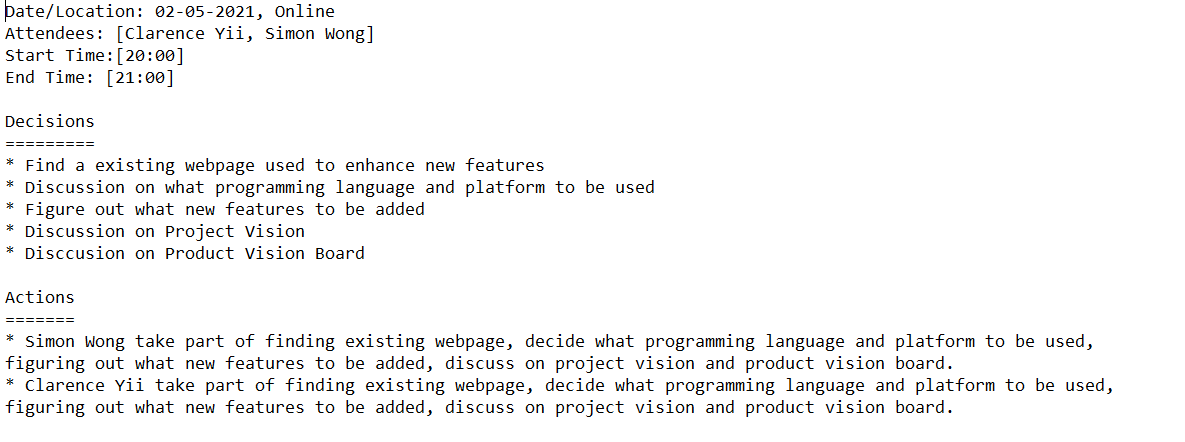 Date/Location: 02-05-2021, Online
Attendees: [Clarence Yii, Simon Wong]
Start Time:[20:00]
End Time: [21:00]
Decisions
=========
* Find a existing webpage used to enhance new features
* Discussion on what programming language and platform to be used
* Figure out what new features to be added
* Discussion on Project Vision
* Disccusion on Product Vision Board
Actions
=======
* Simon Wong take part of finding existing webpage, decide what programming language and platform to be used,
figuring out what new features to be added, discuss on project vision and product vision board.
* Clarence Yii take part of finding existing webpage, decide what programming language and platform to be used,
figuring out what new features to be added, discuss on project vision and product vision board.